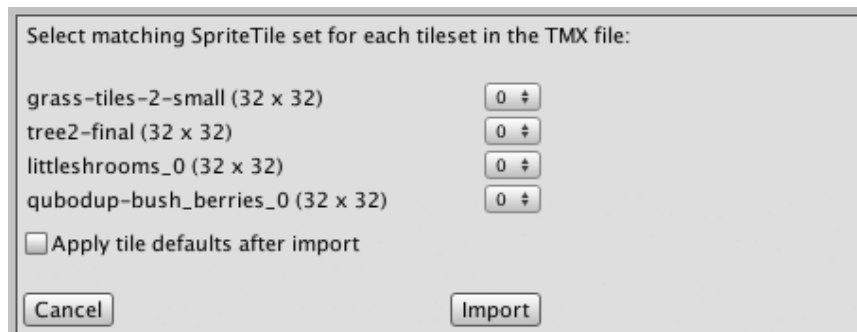 Select matching SpriteTile set for each tileset in the TMX file:
grass-tiles-2-small (32 x 32) 0
tree2-final (32 x 32) 0
littleshrooms_0 (32 x 32) 0
qubodup-bush_berries_0 (32 x 32) 0
Apply tile defaults after import
Cancel Import